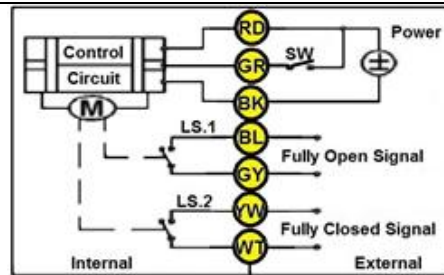 RD
Power
Control
SW
GR
Circuit
BK
M
LS.1
BL
Fully Open Signal
GY
LS.2
YW
Fully Closed Signal
WT
Internal
External